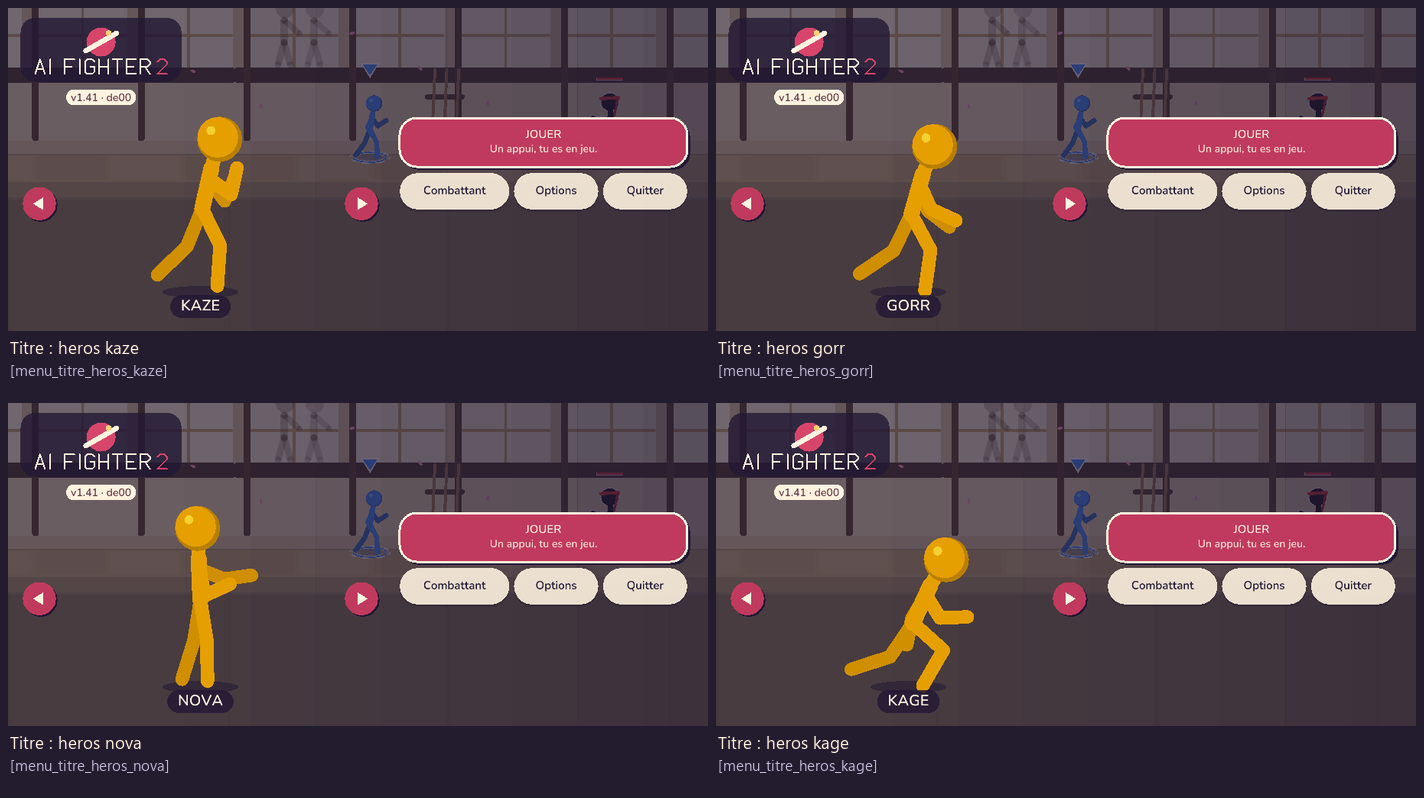 AI FIGHTER 2
v1.41 · de00
JOUER
Un appui, tu es en jeu.
Combattant
Options
Quitter
KAZE
Titre : heros kaze
[menu_titre_heros_kaze]
AI FIGHTER 2
v1.41 · de00
JOUER
Un appui, tu es en jeu.
Combattant
Options
Quitter
GORR
Titre : heros gorr
[menu_titre_heros_gorr]
AI FIGHTER 2
v1.41 · de00
JOUER
Un appui, tu es en jeu.
Combattant
Options
Quitter
NOVA
Titre : heros nova
[menu_titre_heros_nova]
AI FIGHTER 2
v1.41 · de00
JOUER
Un appui, tu es en jeu.
Combattant
Options
Quitter
KAGE
Titre : heros kage
[menu_titre_heros_kage]